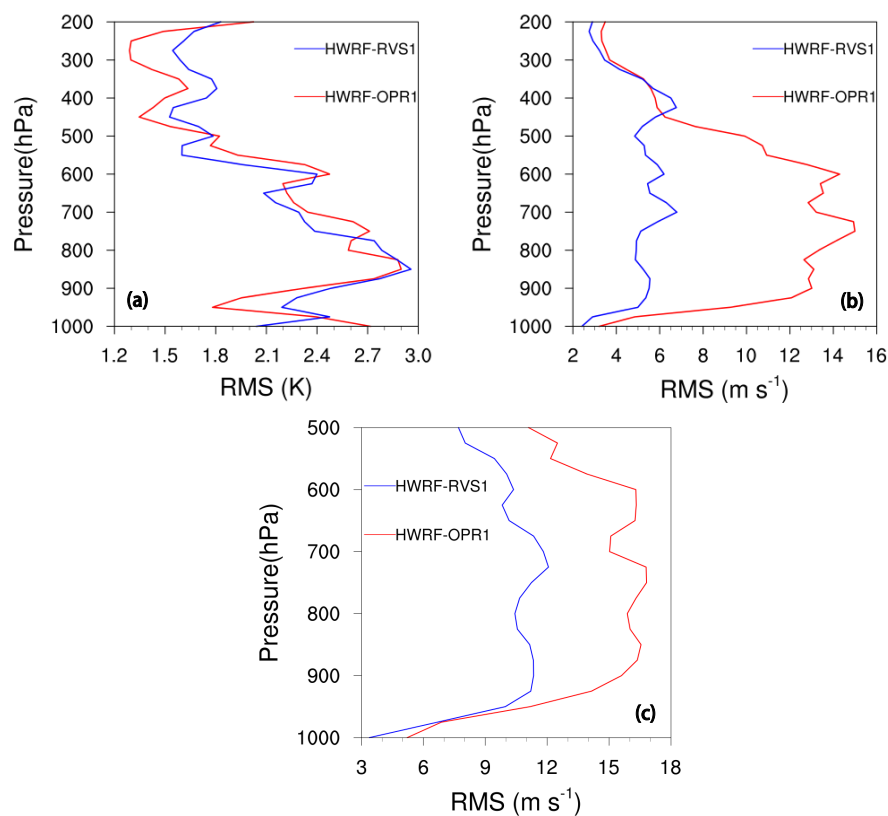 200
300
400
500
600
700
800
900
1000
Pressure(hPa)
HWRF-RVS1
HWRF-OPR1
(a)
1.2 1.5 1.8 2.1 2.4 2.7 3.0
RMS (K)
200
300
400
500
600
700
800
900
1000
Pressure(hPa)
HWRF-RVS1
HWRF-OPR1
(b)
2 4 6 8 10 12 14 16
RMS (m s⁻¹)
500
600
700
800
900
1000
Pressure(hPa)
HWRF-RVS1
HWRF-OPR1
(c)
3 6 9 12 15 18
RMS (m s⁻¹)